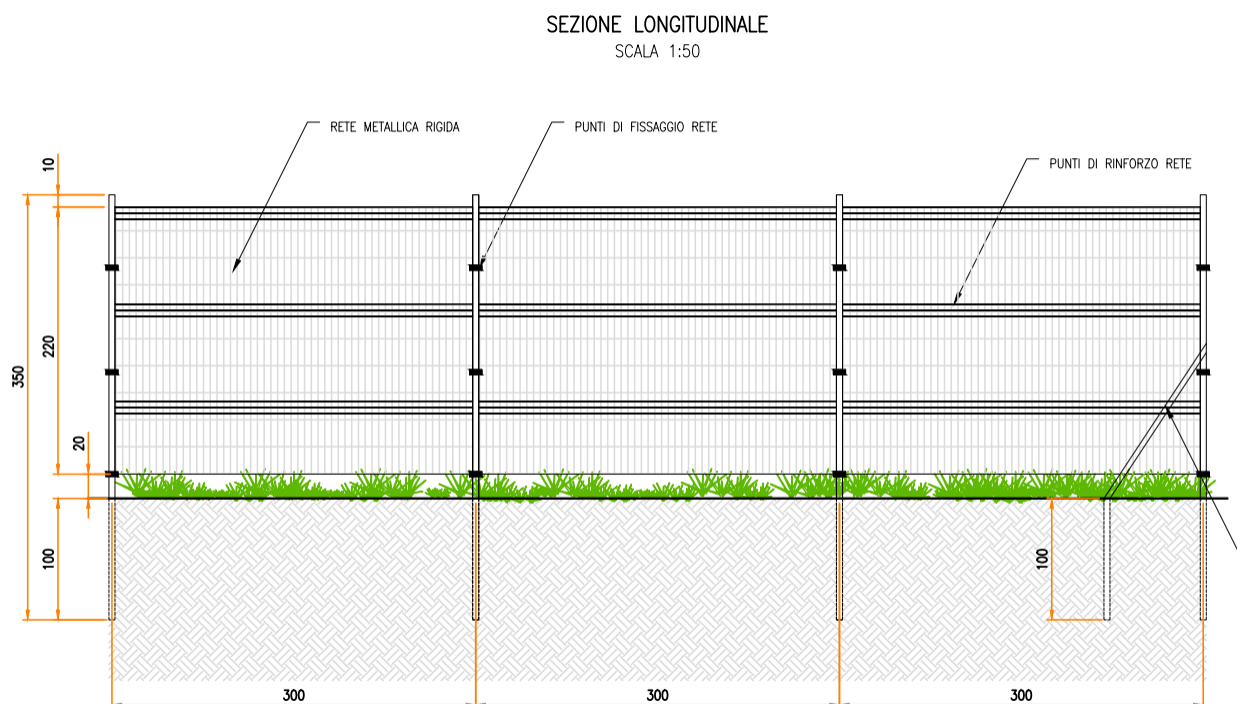 SEZIONE LONGITUDINALE
SCALA 1:50
RETE METALLICA RIGIDA
PUNTI DI FISSAGGIO RETE
PUNTI DI RINFORZO RETE
10
350
220
20
100
100
300
300
300